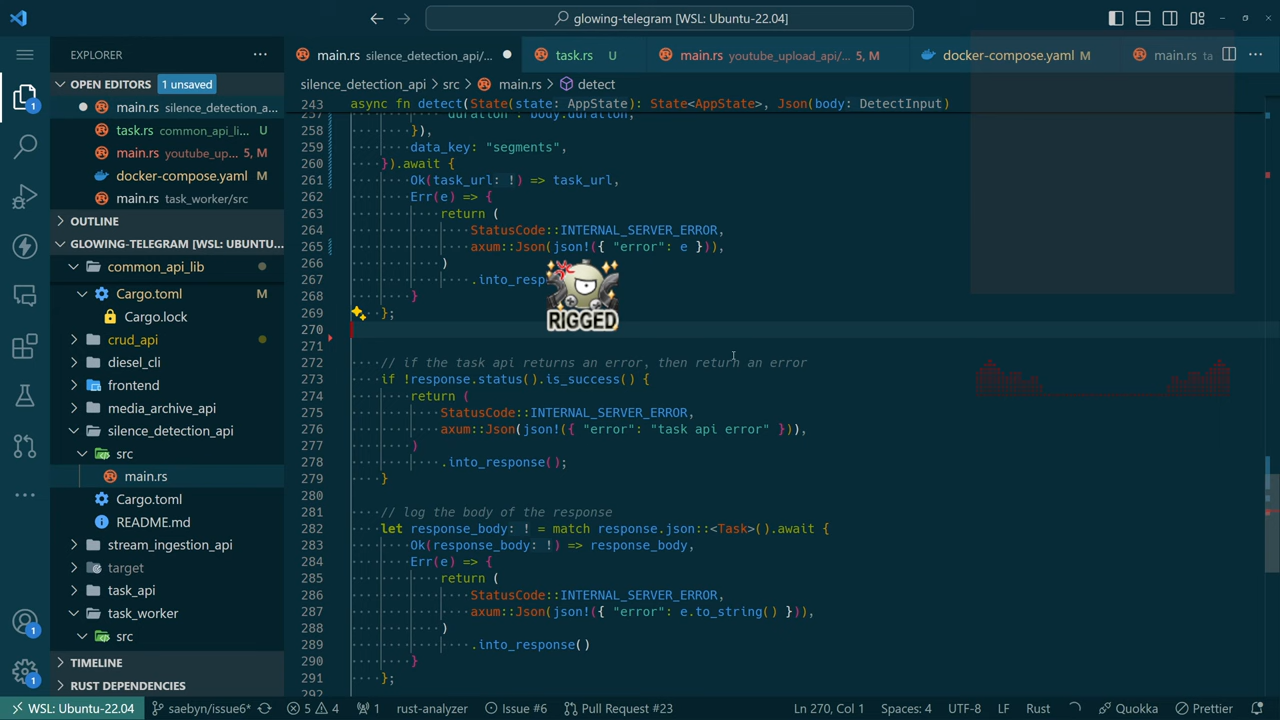 glowing-telegram [WSL: Ubuntu-22.04]
EXPLORER
main.rs silence_detection_api/...
task.rs U
main.rs youtube_upload_api/... 5, M
docker-compose.yaml M
main.rs ta
OPEN EDITORS 1 unsaved
silence_detection_api > src > main.rs > detect
main.rs silence_detection_a...
243 async fn detect(State(state: AppState): State<AppState>, Json(body: DetectInput)
257 "duration": body.duration,
task.rs common_api_li... U
258 }),
main.rs youtube_up... 5, M
259 data_key: "segments",
260 }).await {
docker-compose.yaml M
261 Ok(task_url: !) => task_url,
main.rs task_worker/src
262 Err(e) => {
OUTLINE
263 return (
264 StatusCode::INTERNAL_SERVER_ERROR,
GLOWING-TELEGRAM [WSL: UBUNTU-...
265 axum::Json(json!({ "error": e })),
common_api_lib
266 )
267 .into_resp
Cargo.toml M
268 }
RIGGED
Cargo.lock
269 };
270
crud_api
271
diesel_cli
272 // if the task api returns an error, then return an error
273 if !response.status().is_success() {
frontend
274 return (
media_archive_api
275 StatusCode::INTERNAL_SERVER_ERROR,
silence_detection_api
276 axum::Json(json!({ "error": "task api error" })),
277 )
src
278 .into_response();
main.rs
279 }
Cargo.toml
280
281 // log the body of the response
README.md
282 let response_body: ! = match response.json::<Task>().await {
stream_ingestion_api
283 Ok(response_body: !) => response_body,
target
284 Err(e) => {
285 return (
task_api
286 StatusCode::INTERNAL_SERVER_ERROR,
task_worker
287 axum::Json(json!({ "error": e.to_string() })),
288 )
src
289 .into_response()
TIMELINE
290 }
RUST DEPENDENCIES
291 };
292
1
1
1
WSL: Ubuntu-22.04
saebyn/issue6*
5 4
1
rust-analyzer
Issue #6
Pull Request #23
Ln 270, Col 1
Spaces: 4
UTF-8
LF
Rust
Quokka
Prettier